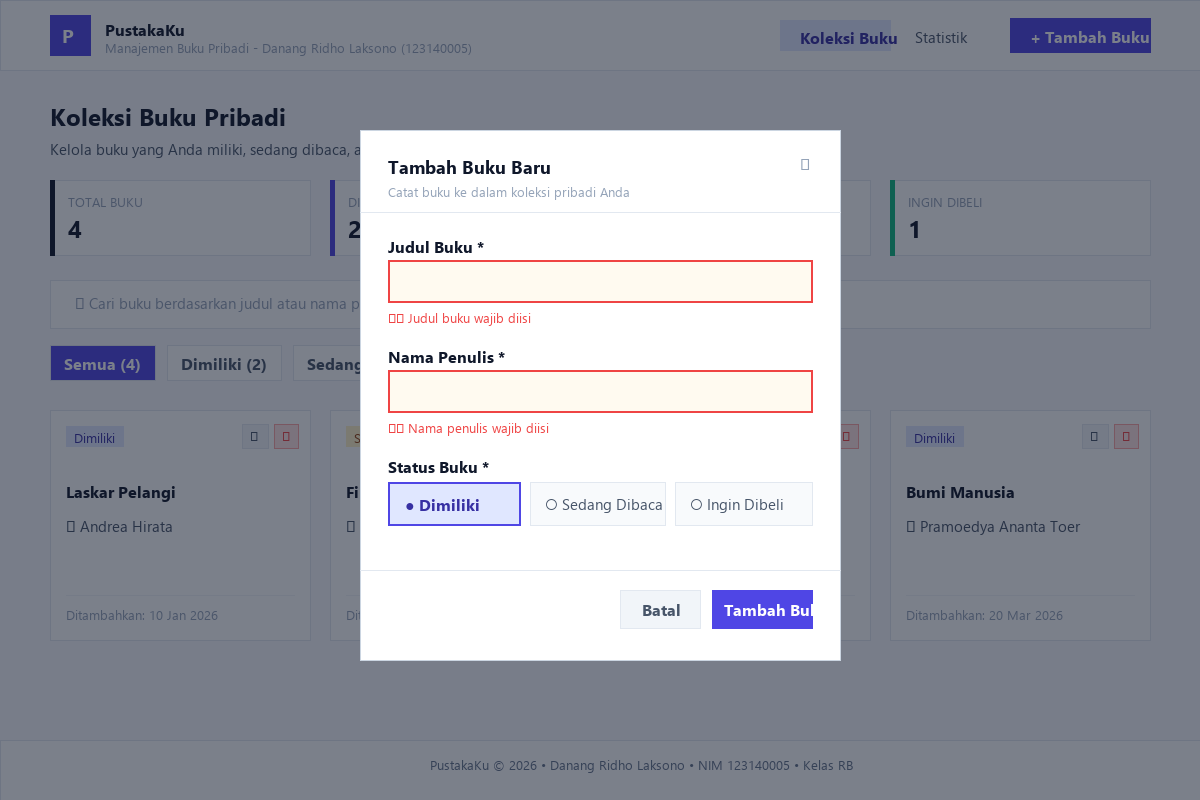 P
PustakaKu
Manajemen Buku Pribadi - Danang Ridho Laksono (123140005)
Koleksi Buku
Statistik
+ Tambah Buku
Koleksi Buku Pribadi
Kelola buku yang Anda miliki, sedang dibaca, a
TOTAL BUKU
4
DI
2
INGIN DIBELI
1
Cari buku berdasarkan judul atau nama p
Semua (4)
Dimiliki (2)
Sedang
Dimiliki
Laskar Pelangi
Andrea Hirata
Ditambahkan: 10 Jan 2026
S
Fi
Dit
Dimiliki
Bumi Manusia
Pramoedya Ananta Toer
Ditambahkan: 20 Mar 2026
Tambah Buku Baru
Catat buku ke dalam koleksi pribadi Anda
Judul Buku *
Judul buku wajib diisi
Nama Penulis *
Nama penulis wajib diisi
Status Buku *
● Dimiliki
○ Sedang Dibaca
○ Ingin Dibeli
Batal
Tambah Bu
PustakaKu © 2026 • Danang Ridho Laksono • NIM 123140005 • Kelas RB